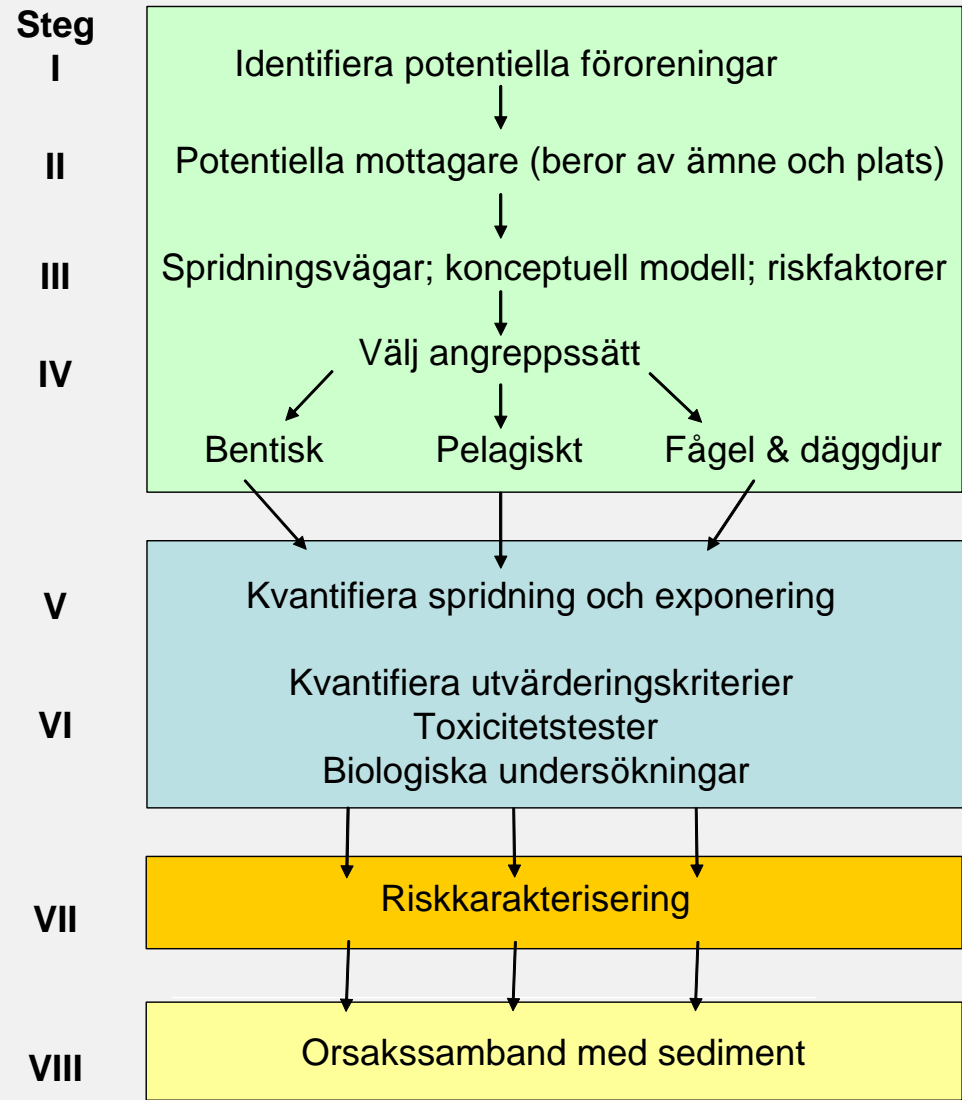 Steg
I
Identifiera potentiella föroreningar
II
Potentiella mottagare (beror av ämne och plats)
III
Spridningsvägar; konceptuell modell; riskfaktorer
IV
Välj angreppssätt
Bentisk
Pelagiskt
Fågel & däggdjur
V
Kvantifiera spridning och exponering
VI
Kvantifiera utvärderingskriterier
Toxicitetstester
Biologiska undersökningar
VII
Riskkarakterisering
VIII
Orsakssamband med sediment